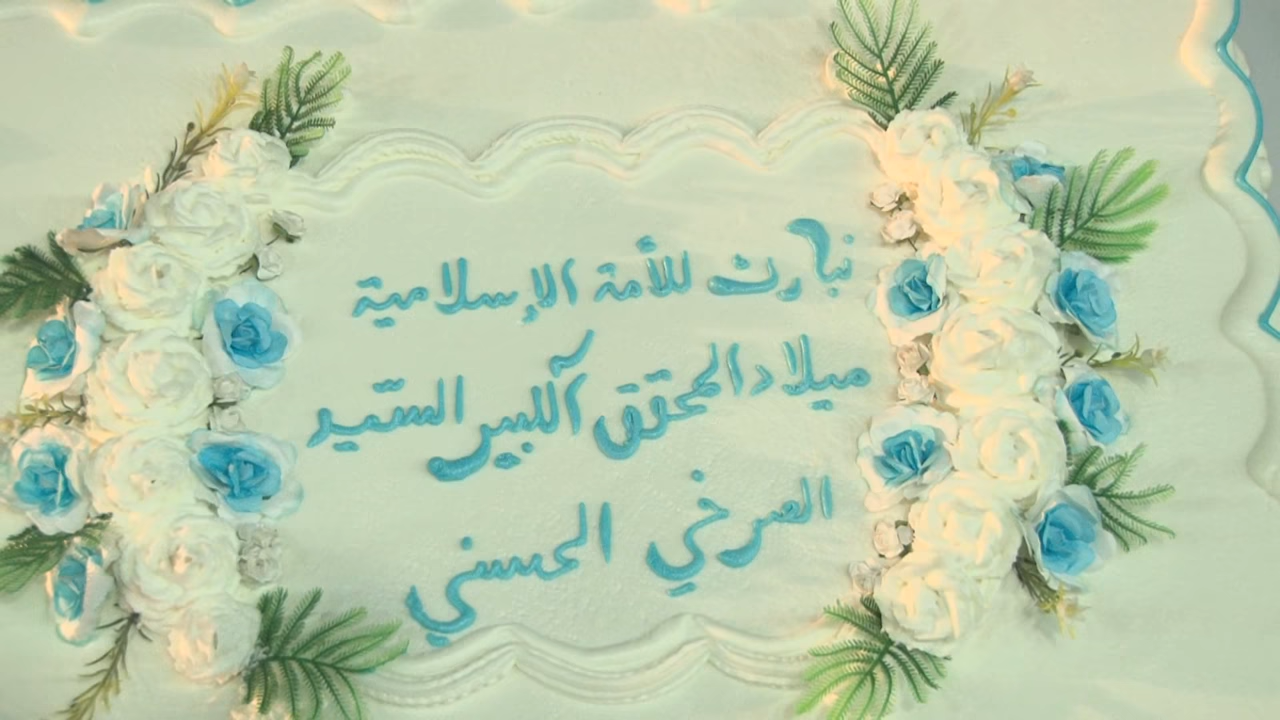 نبارك للأمة الإسلامية
ميلاد المحقق الكبير السيد
الصرخي الحسني